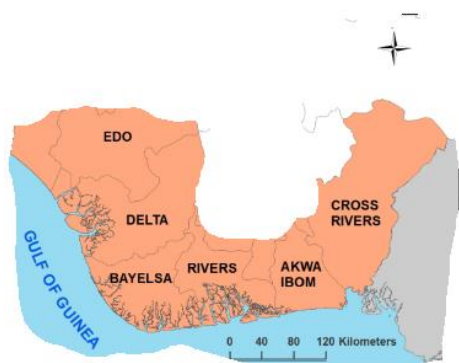 EDO
CROSS
RIVERS
DELTA
GULF OF GUINEA
BAYELSA
RIVERS
AKWA
IBOM
0 40 80 120 Kilometers